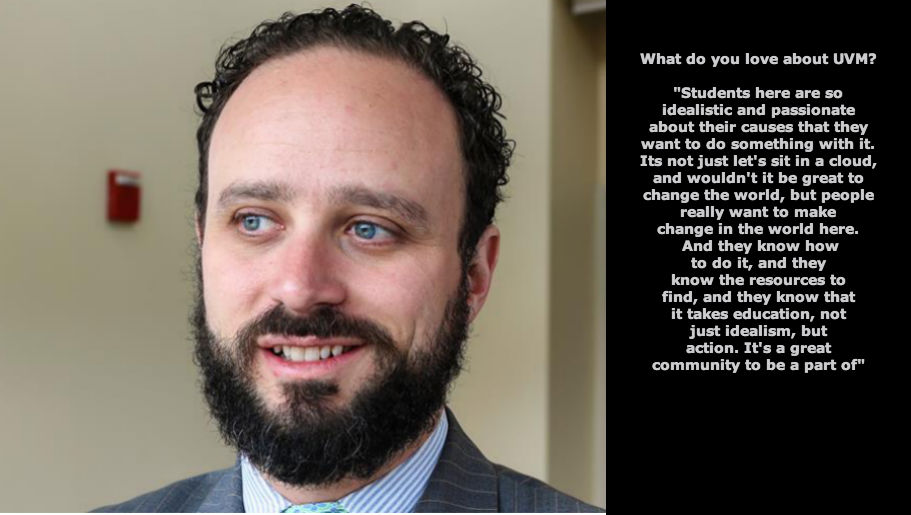 What do you love about UVM?
"Students here are so
idealistic and passionate
about their causes that they
want to do something with it.
Its not just let's sit in a cloud,
and wouldn't it be great to
change the world, but people
really want to make
change in the world here.
And they know how
to do it, and they
know the resources to
find, and they know that
it takes education, not
just idealism, but
action. It's a great
community to be a part of"